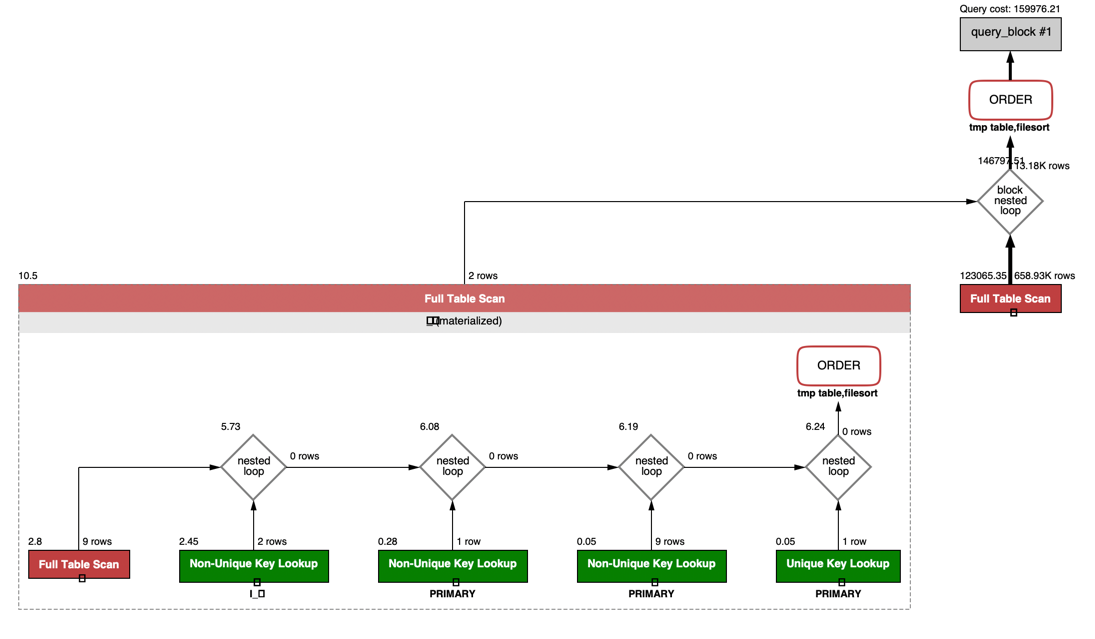 Query cost: 159976.21
query_block #1
ORDER
tmp table,filesort
146797.51
13.18K rows
block
nested
loop
10.5
2 rows
123065.35
658.93K rows
Full Table Scan
Full Table Scan
(materialized)
ORDER
tmp table,filesort
5.73
6.08
6.19
6.24
0 rows
nested
loop
0 rows
nested
loop
0 rows
nested
loop
0 rows
nested
loop
2.8
9 rows
2.45
2 rows
0.28
1 row
0.05
9 rows
0.05
1 row
Full Table Scan
Non-Unique Key Lookup
Non-Unique Key Lookup
Non-Unique Key Lookup
Unique Key Lookup
I_
PRIMARY
PRIMARY
PRIMARY